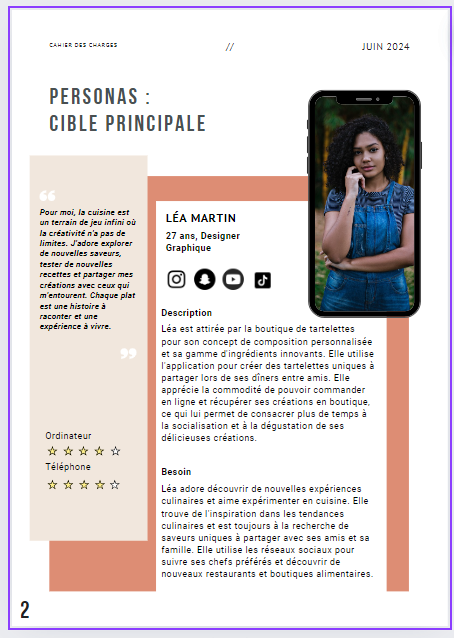 CAHIER DES CHARGES
//
JUIN 2024
PERSONAS :
CIBLE PRINCIPALE
Pour moi, la cuisine est
un terrain de jeu infini où
la créativité n'a pas de
limites. J'adore explorer
de nouvelles saveurs,
tester de nouvelles
recettes et partager mes
créations avec ceux qui
m'entourent. Chaque plat
est une histoire à
raconter et une
expérience à vivre.
Ordinateur
Téléphone
LÉA MARTIN
27 ans, Designer
Graphique
Description
Léa est attirée par la boutique de tartelettes
pour son concept de composition personnalisée
et sa gamme d'ingrédients innovants. Elle utilise
l'application pour créer des tartelettes uniques à
partager lors de ses dîners entre amis. Elle
apprécie la commodité de pouvoir commander
en ligne et récupérer ses créations en boutique,
ce qui lui permet de consacrer plus de temps à
la socialisation et à la dégustation de ses
délicieuses créations.
Besoin
Léa adore découvrir de nouvelles expériences
culinaires et aime expérimenter en cuisine. Elle
trouve de l'inspiration dans les tendances
culinaires et est toujours à la recherche de
saveurs uniques à partager avec ses amis et sa
famille. Elle utilise les réseaux sociaux pour
suivre ses chefs préférés et découvrir de
nouveaux restaurants et boutiques alimentaires.
2